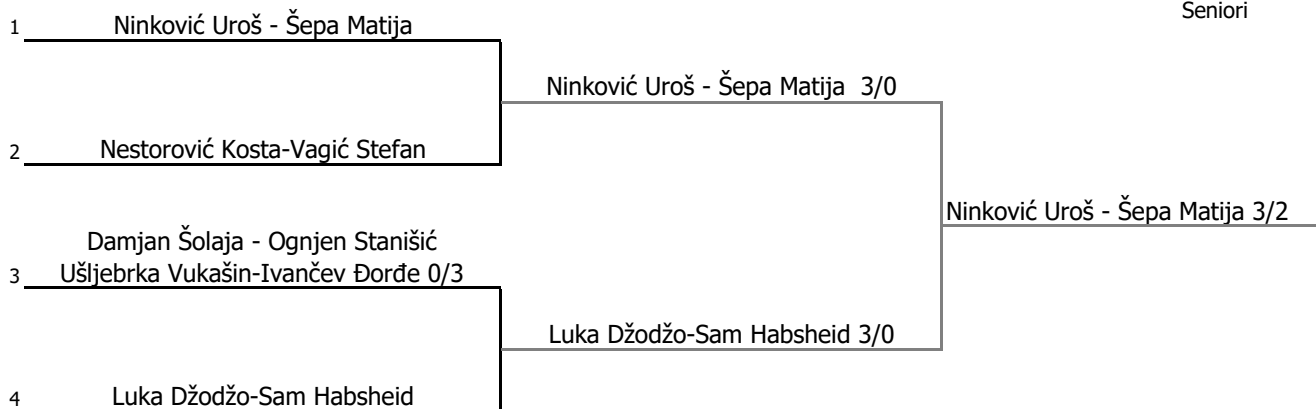 Seniori
1 Ninković Uroš - Šepa Matija
Ninković Uroš - Šepa Matija 3/0
2 Nestorović Kosta-Vagić Stefan
Ninković Uroš - Šepa Matija 3/2
Damjan Šolaja - Ognjen Stanišić
3 Ušljebrka Vukašin-Ivančev Đorđe 0/3
Luka Džodžo-Sam Habsheid 3/0
4 Luka Džodžo-Sam Habsheid